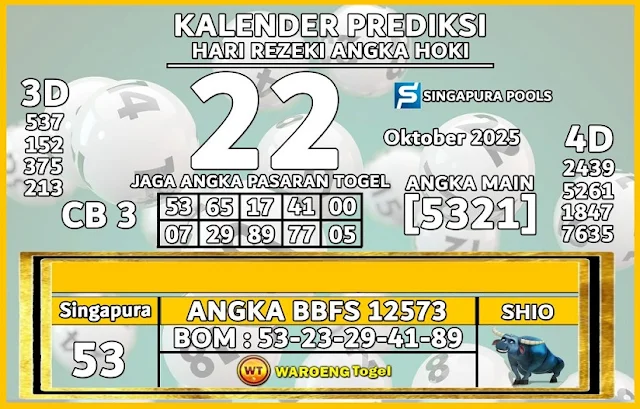 KALENDER PREDIKSI
HARI REZEKI ANGKA HOKI
3D
537
152
375
213
CB 3
22
SINGAPURA POOLS
Oktober 2025
4D
2439
5261
1847
7635
JAGA ANGKA PASARAN TOGEL
53 65 17 41 00
07 29 89 77 05
ANGKA MAIN
[5321]
Singapura
53
ANGKA BBFS 12573
BOM : 53-23-29-41-89
WT WAROENG Togel
SHIO